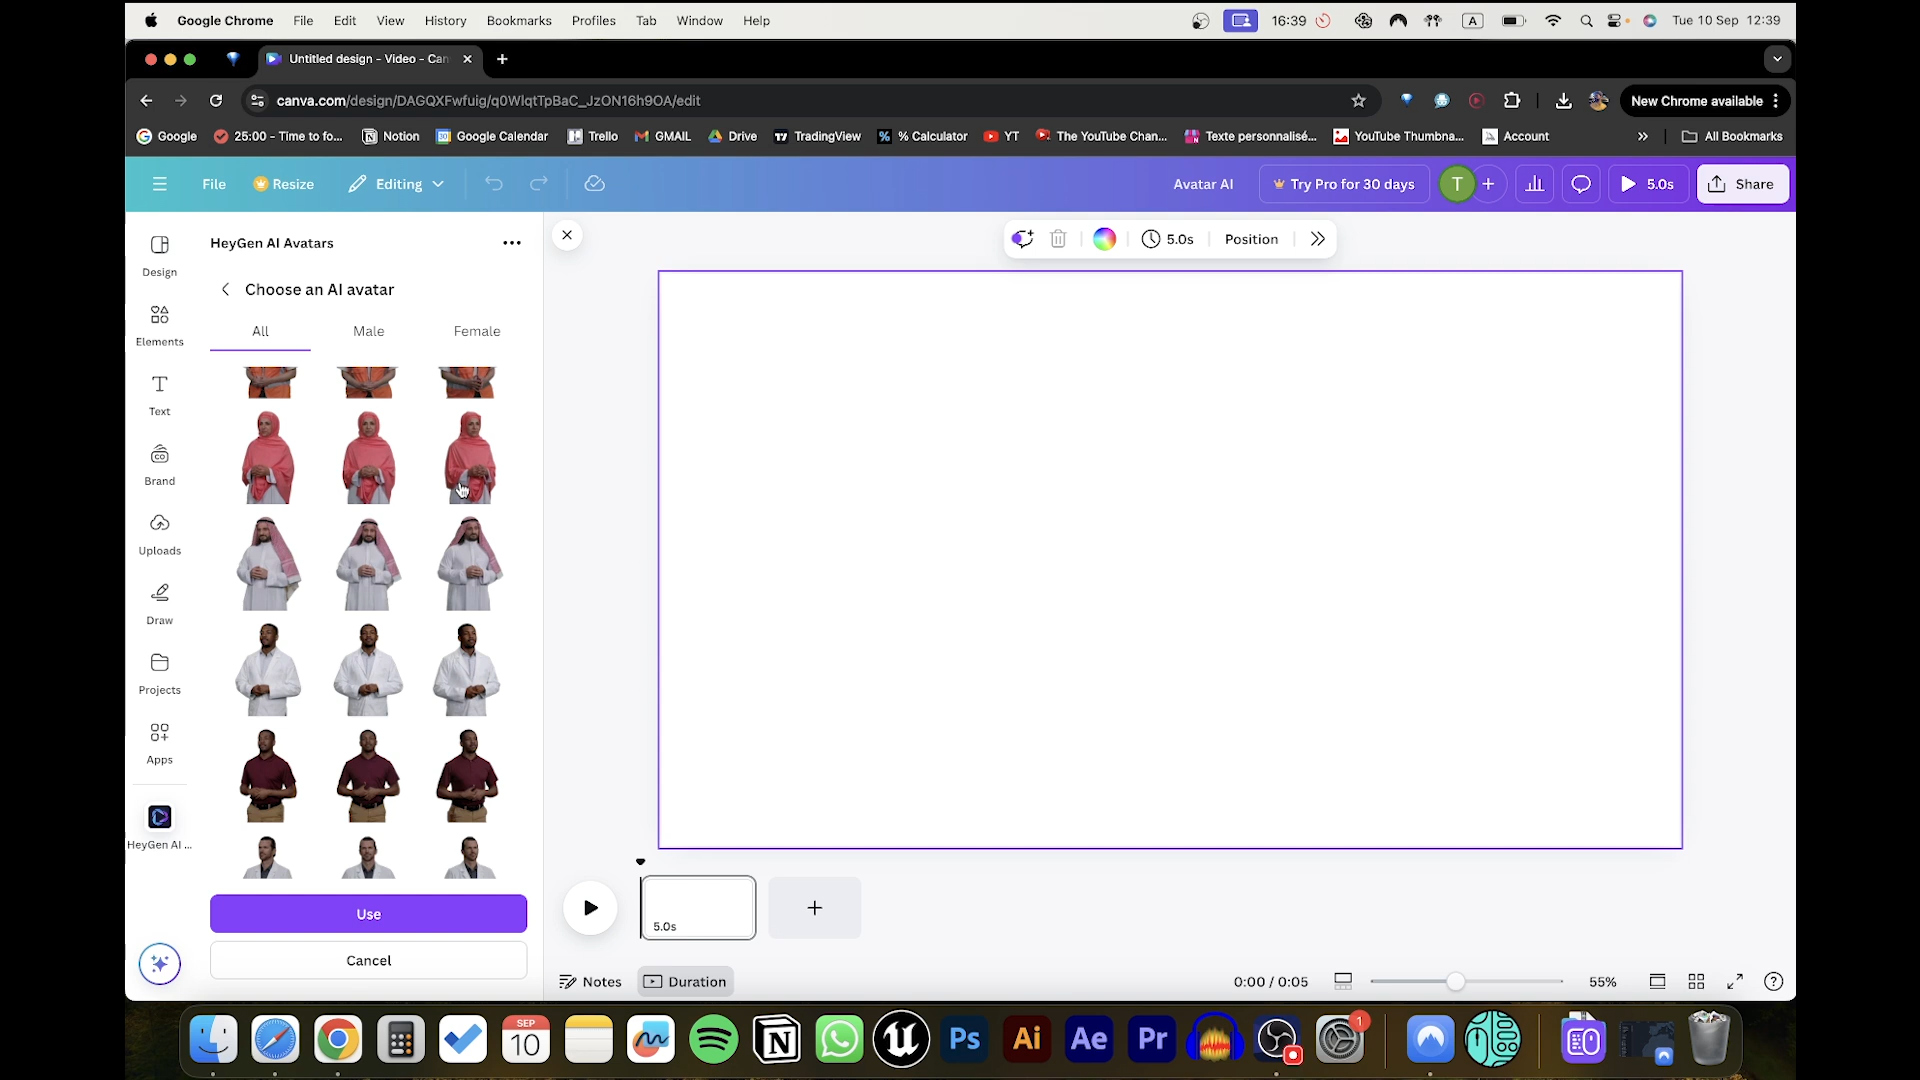 Google Chrome File Edit View History Bookmarks Profiles Tab Window Help 16:39 A Tue 10 Sep 12:39
Untitled design - Video - Can
canva.com/design/DAGQXFwfuig/q0WlqtTpBaC_JzON16h9OA/edit New Chrome available
Google 25:00 - Time to fo... Notion Google Calendar Trello GMAIL Drive TradingView % Calculator YT The YouTube Chan... Texte personnalisé... YouTube Thumbna... Account » All Bookmarks
File Resize Editing Avatar AI Try Pro for 30 days T + 5.0s Share
HeyGen AI Avatars
Choose an AI avatar
All Male Female
Design
Elements
Text
Brand
Uploads
Draw
Projects
Apps
HeyGen AI ...
Use
Cancel
5.0s Position
5.0s
Notes Duration 0:00 / 0:05 55%
SEP
10
Ps Ai Ae Pr
1